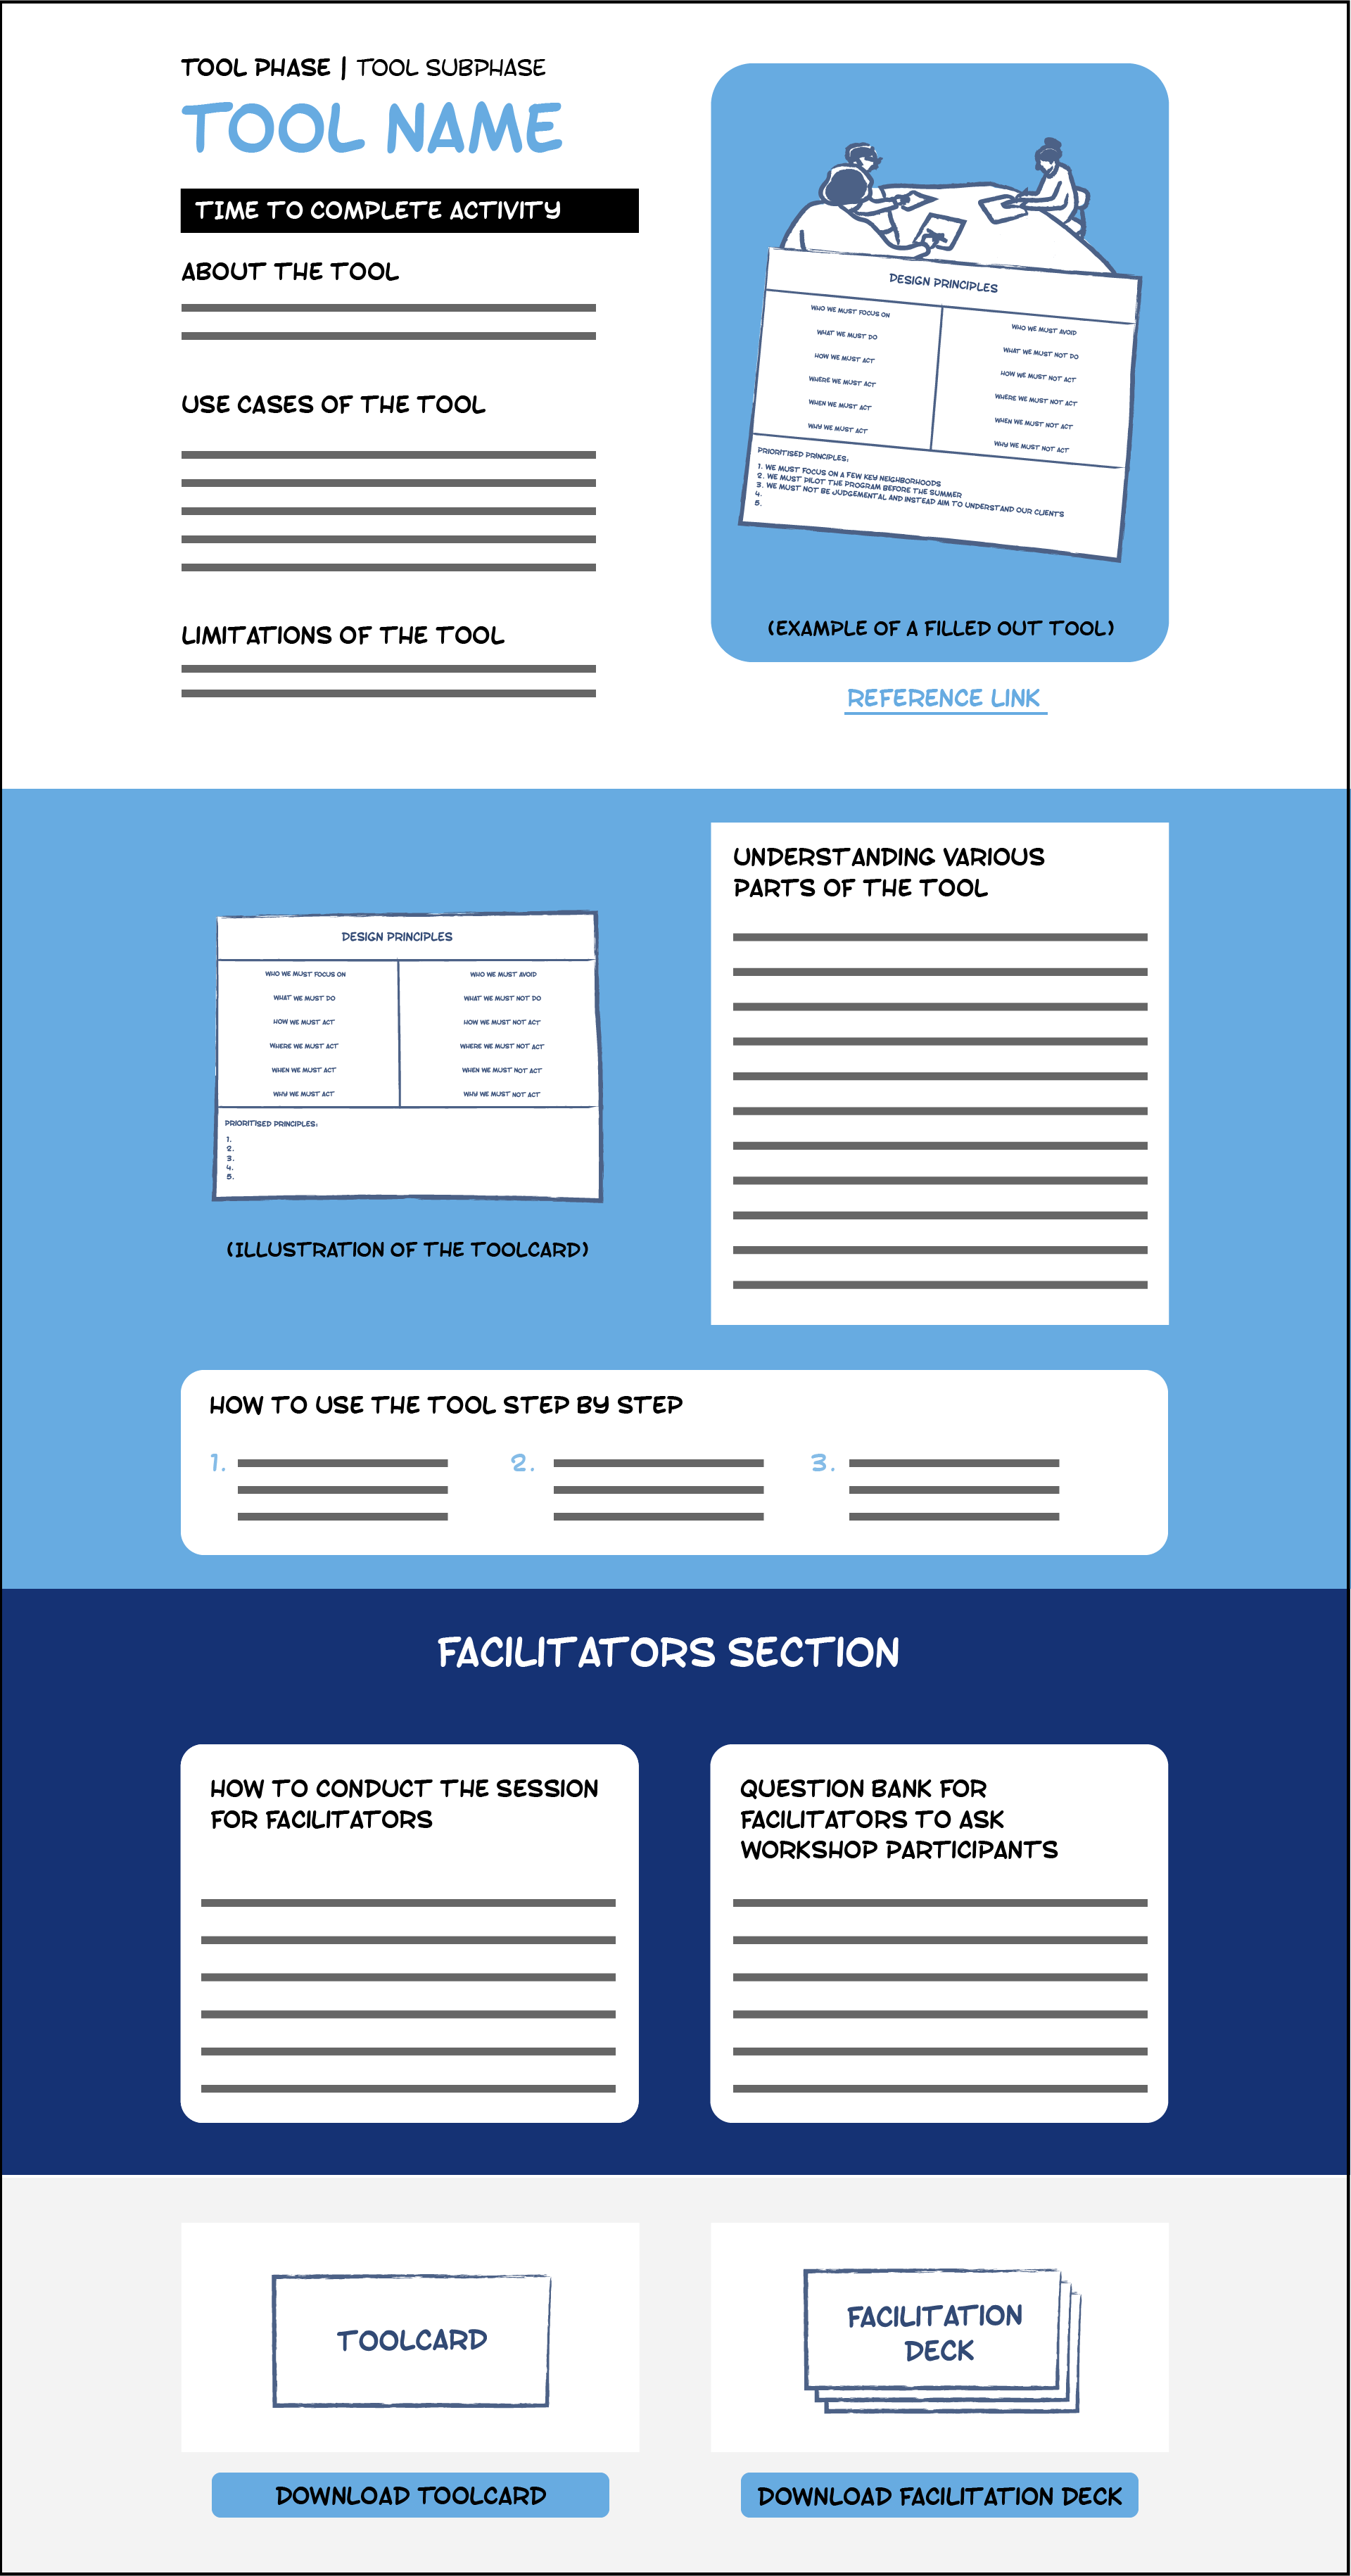 TOOL PHASE | TOOL SUBPHASE
TOOL NAME
TIME TO COMPLETE ACTIVITY
ABOUT THE TOOL
USE CASES OF THE TOOL
LIMITATIONS OF THE TOOL
DESIGN PRINCIPLES
WHO WE MUST FOCUS ON
WHAT WE MUST DO
HOW WE MUST ACT
WHERE WE MUST ACT
WHEN WE MUST ACT
WHY WE MUST ACT
WHO WE MUST AVOID
WHAT WE MUST NOT DO
HOW WE MUST NOT ACT
WHERE WE MUST NOT ACT
WHEN WE MUST NOT ACT
WHY WE MUST NOT ACT
PRIORITISED PRINCIPLES:
1. WE MUST FOCUS ON A FEW KEY NEIGHBORHOODS
2. WE MUST PILOT THE PROGRAM BEFORE THE SUMMER
3. WE MUST NOT BE JUDGEMENTAL AND INSTEAD AIM TO UNDERSTAND OUR CLIENTS
4.
5.
(EXAMPLE OF A FILLED OUT TOOL)
REFERENCE LINK
DESIGN PRINCIPLES
WHO WE MUST FOCUS ON
WHAT WE MUST DO
HOW WE MUST ACT
WHERE WE MUST ACT
WHEN WE MUST ACT
WHY WE MUST ACT
WHO WE MUST AVOID
WHAT WE MUST NOT DO
HOW WE MUST NOT ACT
WHERE WE MUST NOT ACT
WHEN WE MUST NOT ACT
WHY WE MUST NOT ACT
PRIORITISED PRINCIPLES:
1.
2.
3.
4.
5.
(ILLUSTRATION OF THE TOOLCARD)
UNDERSTANDING VARIOUS
PARTS OF THE TOOL
HOW TO USE THE TOOL STEP BY STEP
1.
2.
3.
FACILITATORS SECTION
HOW TO CONDUCT THE SESSION
FOR FACILITATORS
QUESTION BANK FOR
FACILITATORS TO ASK
WORKSHOP PARTICIPANTS
TOOLCARD
FACILITATION
DECK
DOWNLOAD TOOLCARD
DOWNLOAD FACILITATION DECK